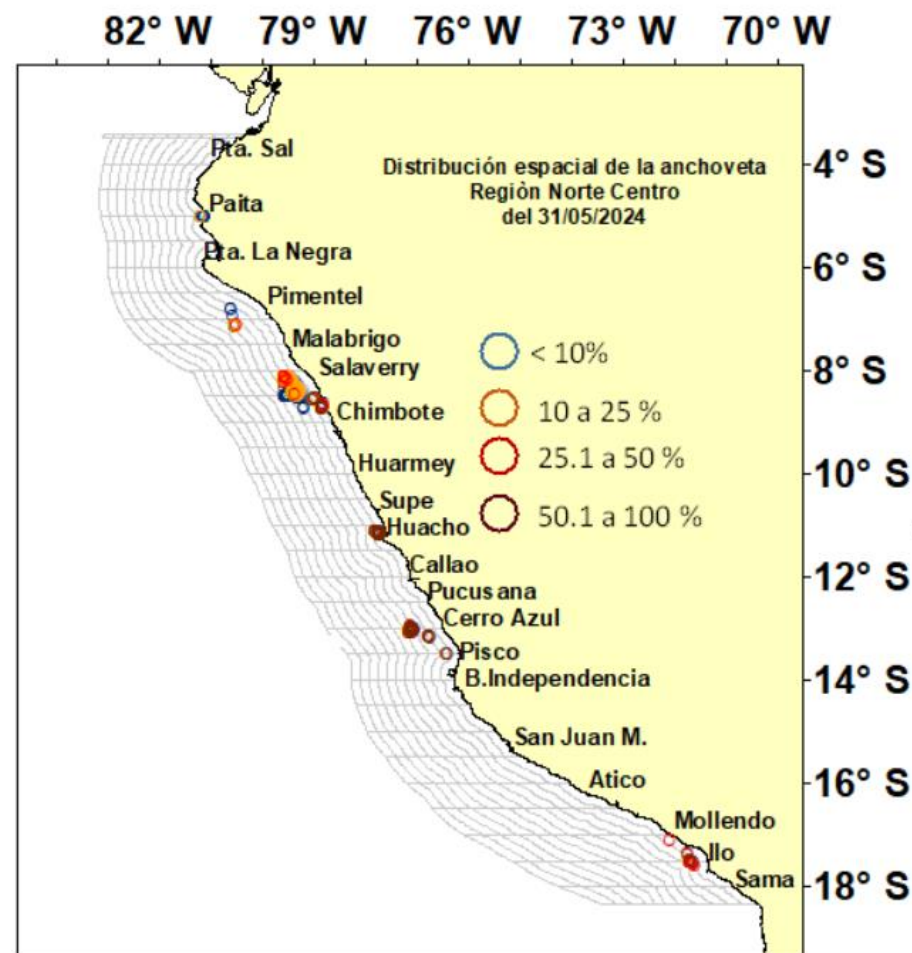 82° W 79° W 76° W 73° W 70° W
Pta. Sal
Distribución espacial de la anchoveta
Región Norte Centro
del 31/05/2024
4° S
Paita
Pta. La Negra
6° S
Pimentel
Malabrigo
Salaverry
< 10%
8° S
Chimbote
10 a 25 %
Huarmey
25.1 a 50 %
10° S
Supe
50.1 a 100 %
Huacho
Callao
12° S
Pucusana
Cerro Azul
Pisco
B.Independencia
14° S
San Juan M.
Atico
16° S
Mollendo
Ilo
Sama
18° S